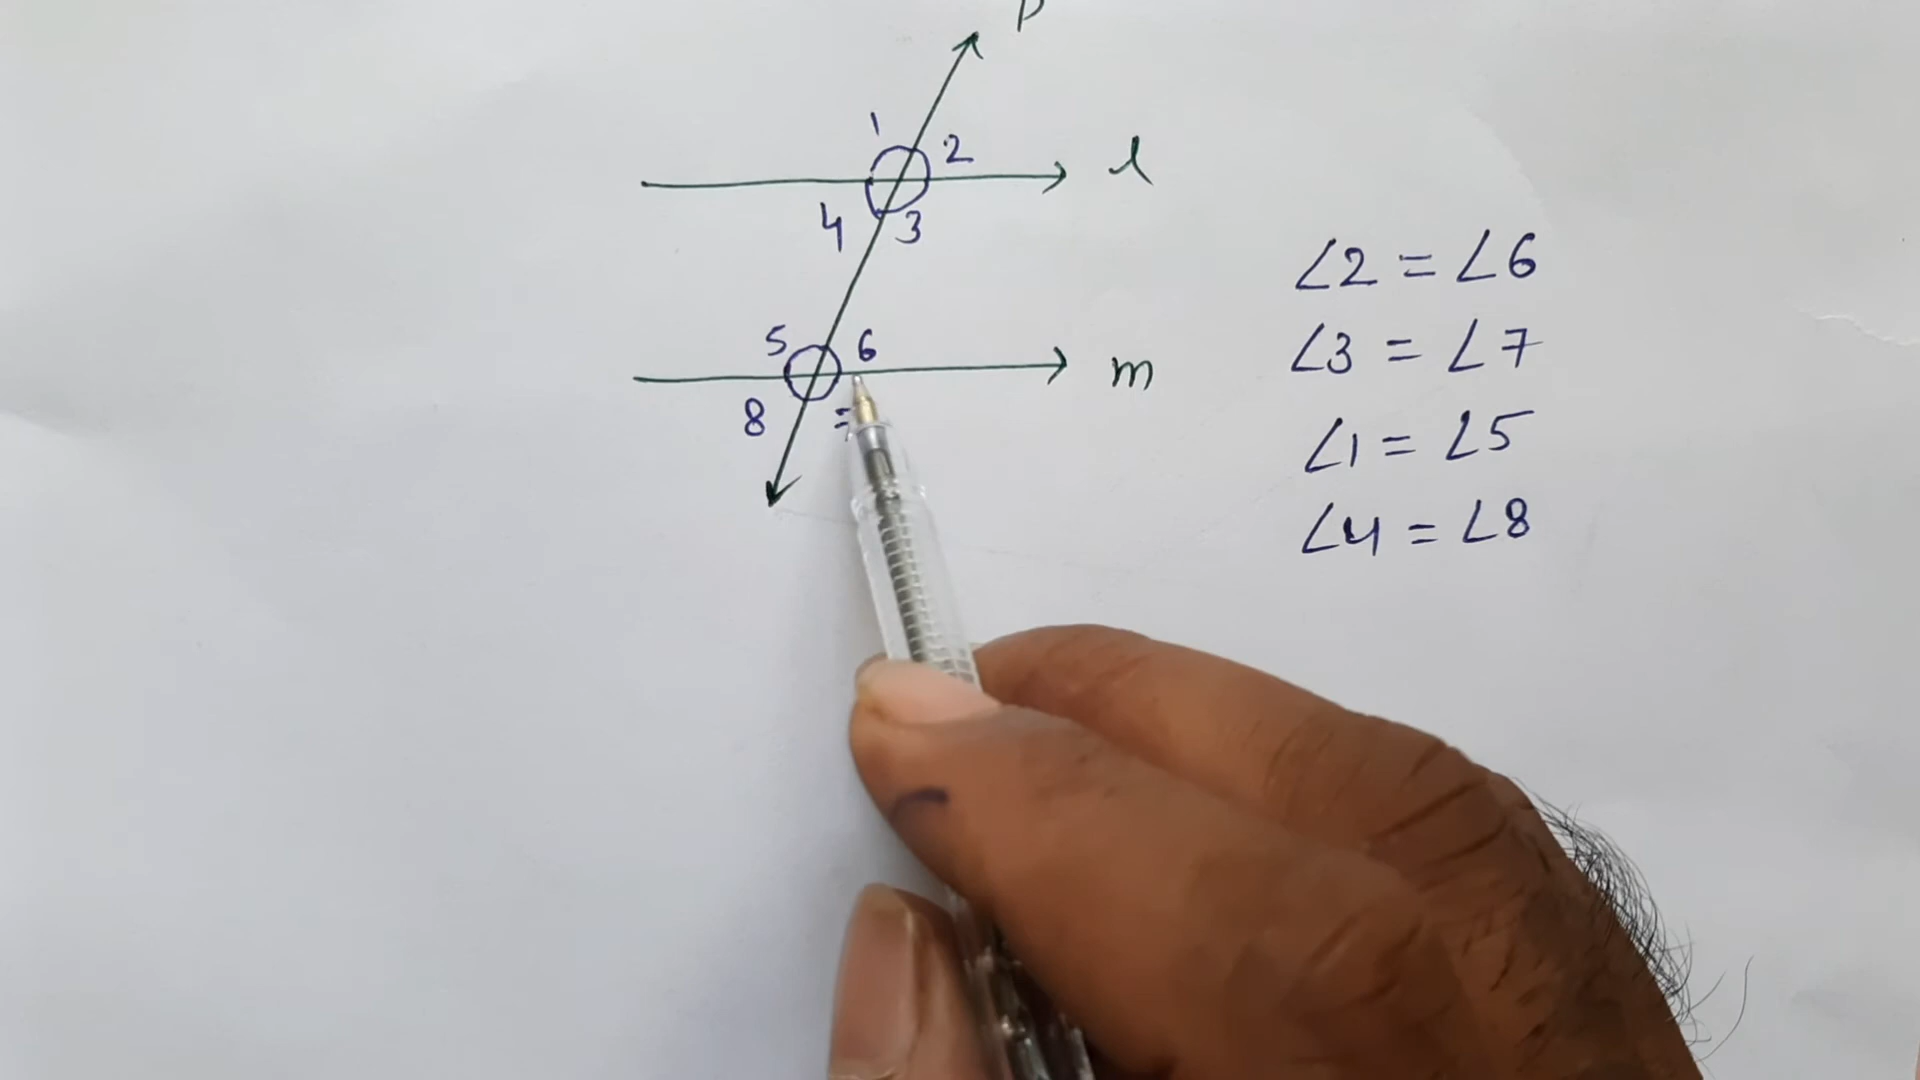 p
1
2
l
4
3
5
6
m
8
∠2 = ∠6
∠3 = ∠7
∠1 = ∠5
∠4 = ∠8